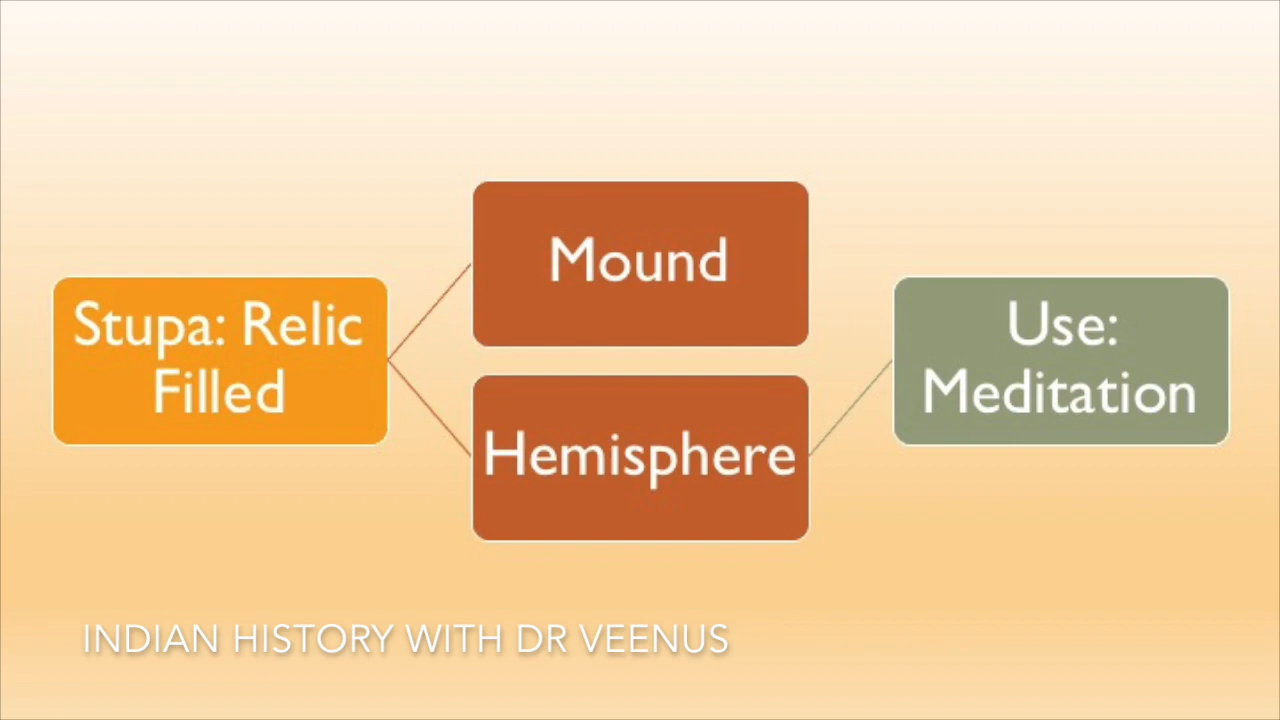 Stupa: Relic
Filled
Mound
Hemisphere
Use:
Meditation
INDIAN HISTORY WITH DR VEENUS